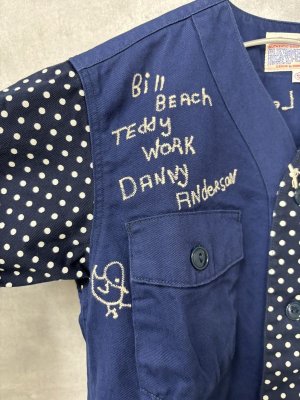 Bill
BEACH
TEDDY
WORK
DANNY
ANDERSON